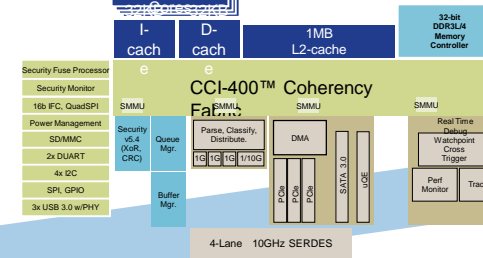 32-bit
DDR3L/4
Memory
Controller
I-
cach
e
D-
cach
e
1MB
L2-cache
Security Fuse Processor
Security Monitor
16b IFC, QuadSPI
Power Management
SD/MMC
2x DUART
4x I2C
SPI, GPIO
3x USB 3.0 w/PHY
CCI-400™ Coherency
Fabric
SMMU
SMMU
SMMU
SMMU
Security
v5.4
(XoR,
CRC)
Queue
Mgr.
Buffer
Mgr.
Parse, Classify,
Distribute.
1G
1G
1G
1/10G
DMA
PCIe
PCIe
PCIe
SATA 3.0
uQE
Real Time
Debug
Watchpoint
Cross
Trigger
Perf
Monitor
Trac
4-Lane 10GHz SERDES